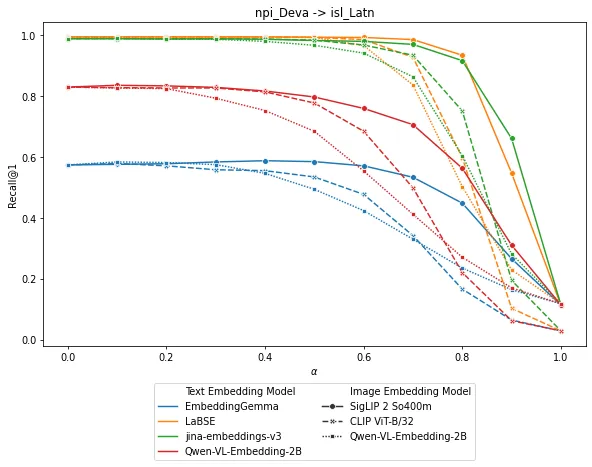 npi_Deva -> isl_Latn
Recall@1
1.0
0.8
0.6
0.4
0.2
0.0
0.0 0.2 0.4 0.6 0.8 1.0
α
Text Embedding Model Image Embedding Model
EmbeddingGemma SigLIP 2 So400m
LaBSE CLIP ViT-B/32
jina-embeddings-v3 Qwen-VL-Embedding-2B
Qwen-VL-Embedding-2B